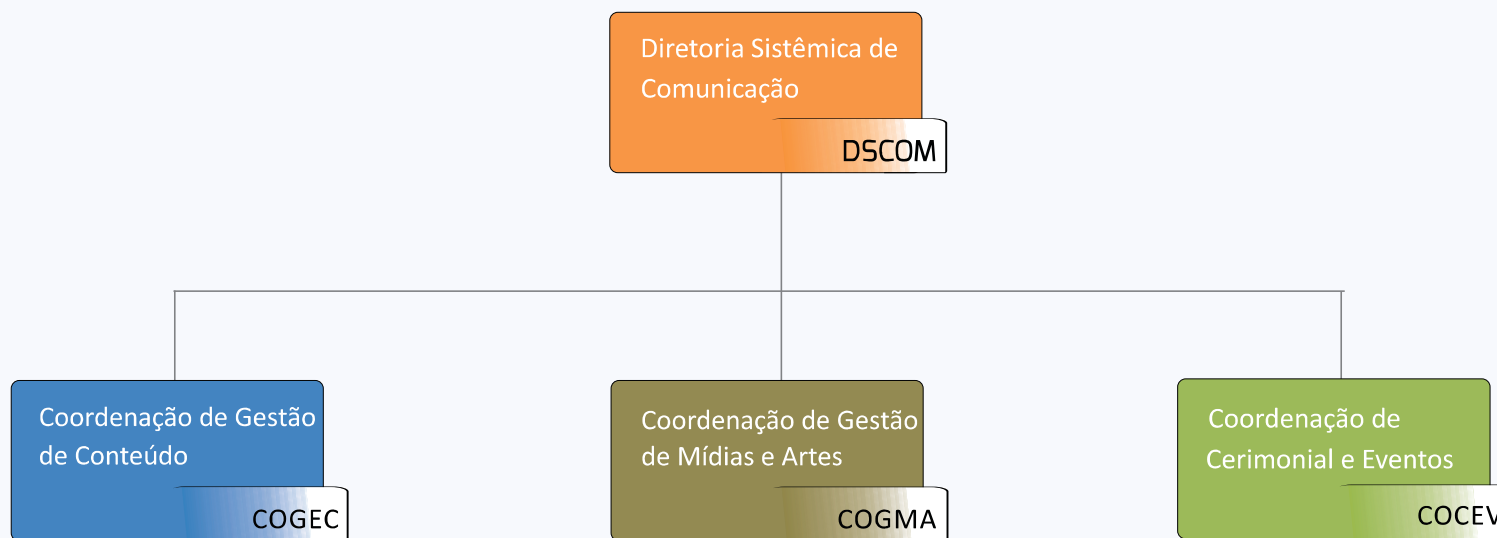 Diretoria Sistêmica de
Comunicação
DSCOM
Coordenação de Gestão
de Conteúdo
COGEC
Coordenação de Gestão
de Mídias e Artes
COGMA
Coordenação de
Cerimonial e Eventos
COCEV